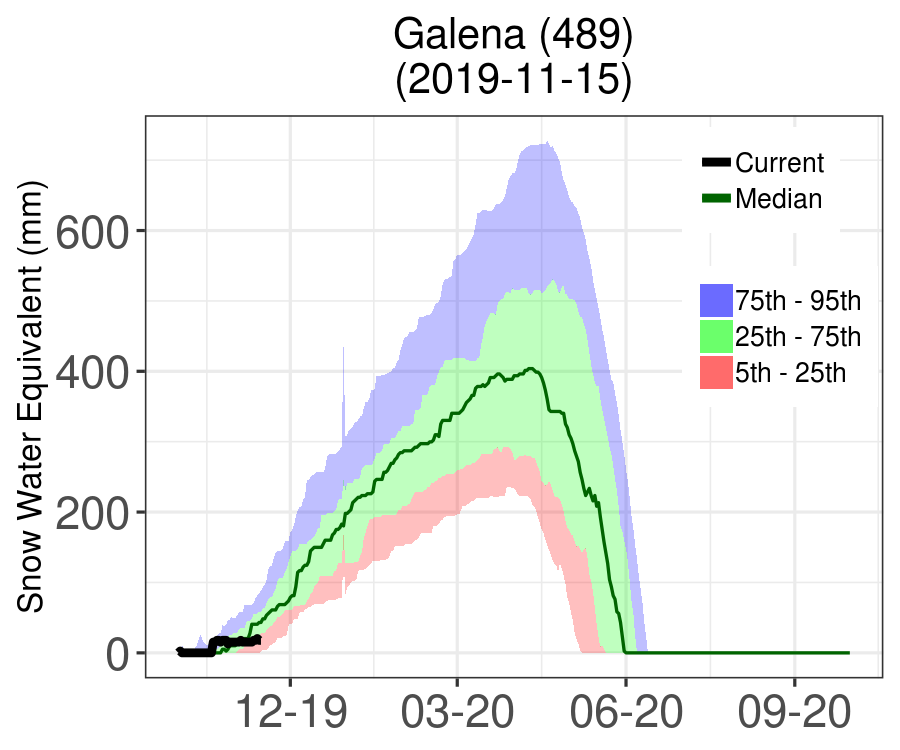 Galena (489)
(2019-11-15)
Snow Water Equivalent (mm)
600
400
200
0
12-19
03-20
06-20
09-20
Current
Median
75th - 95th
25th - 75th
5th - 25th